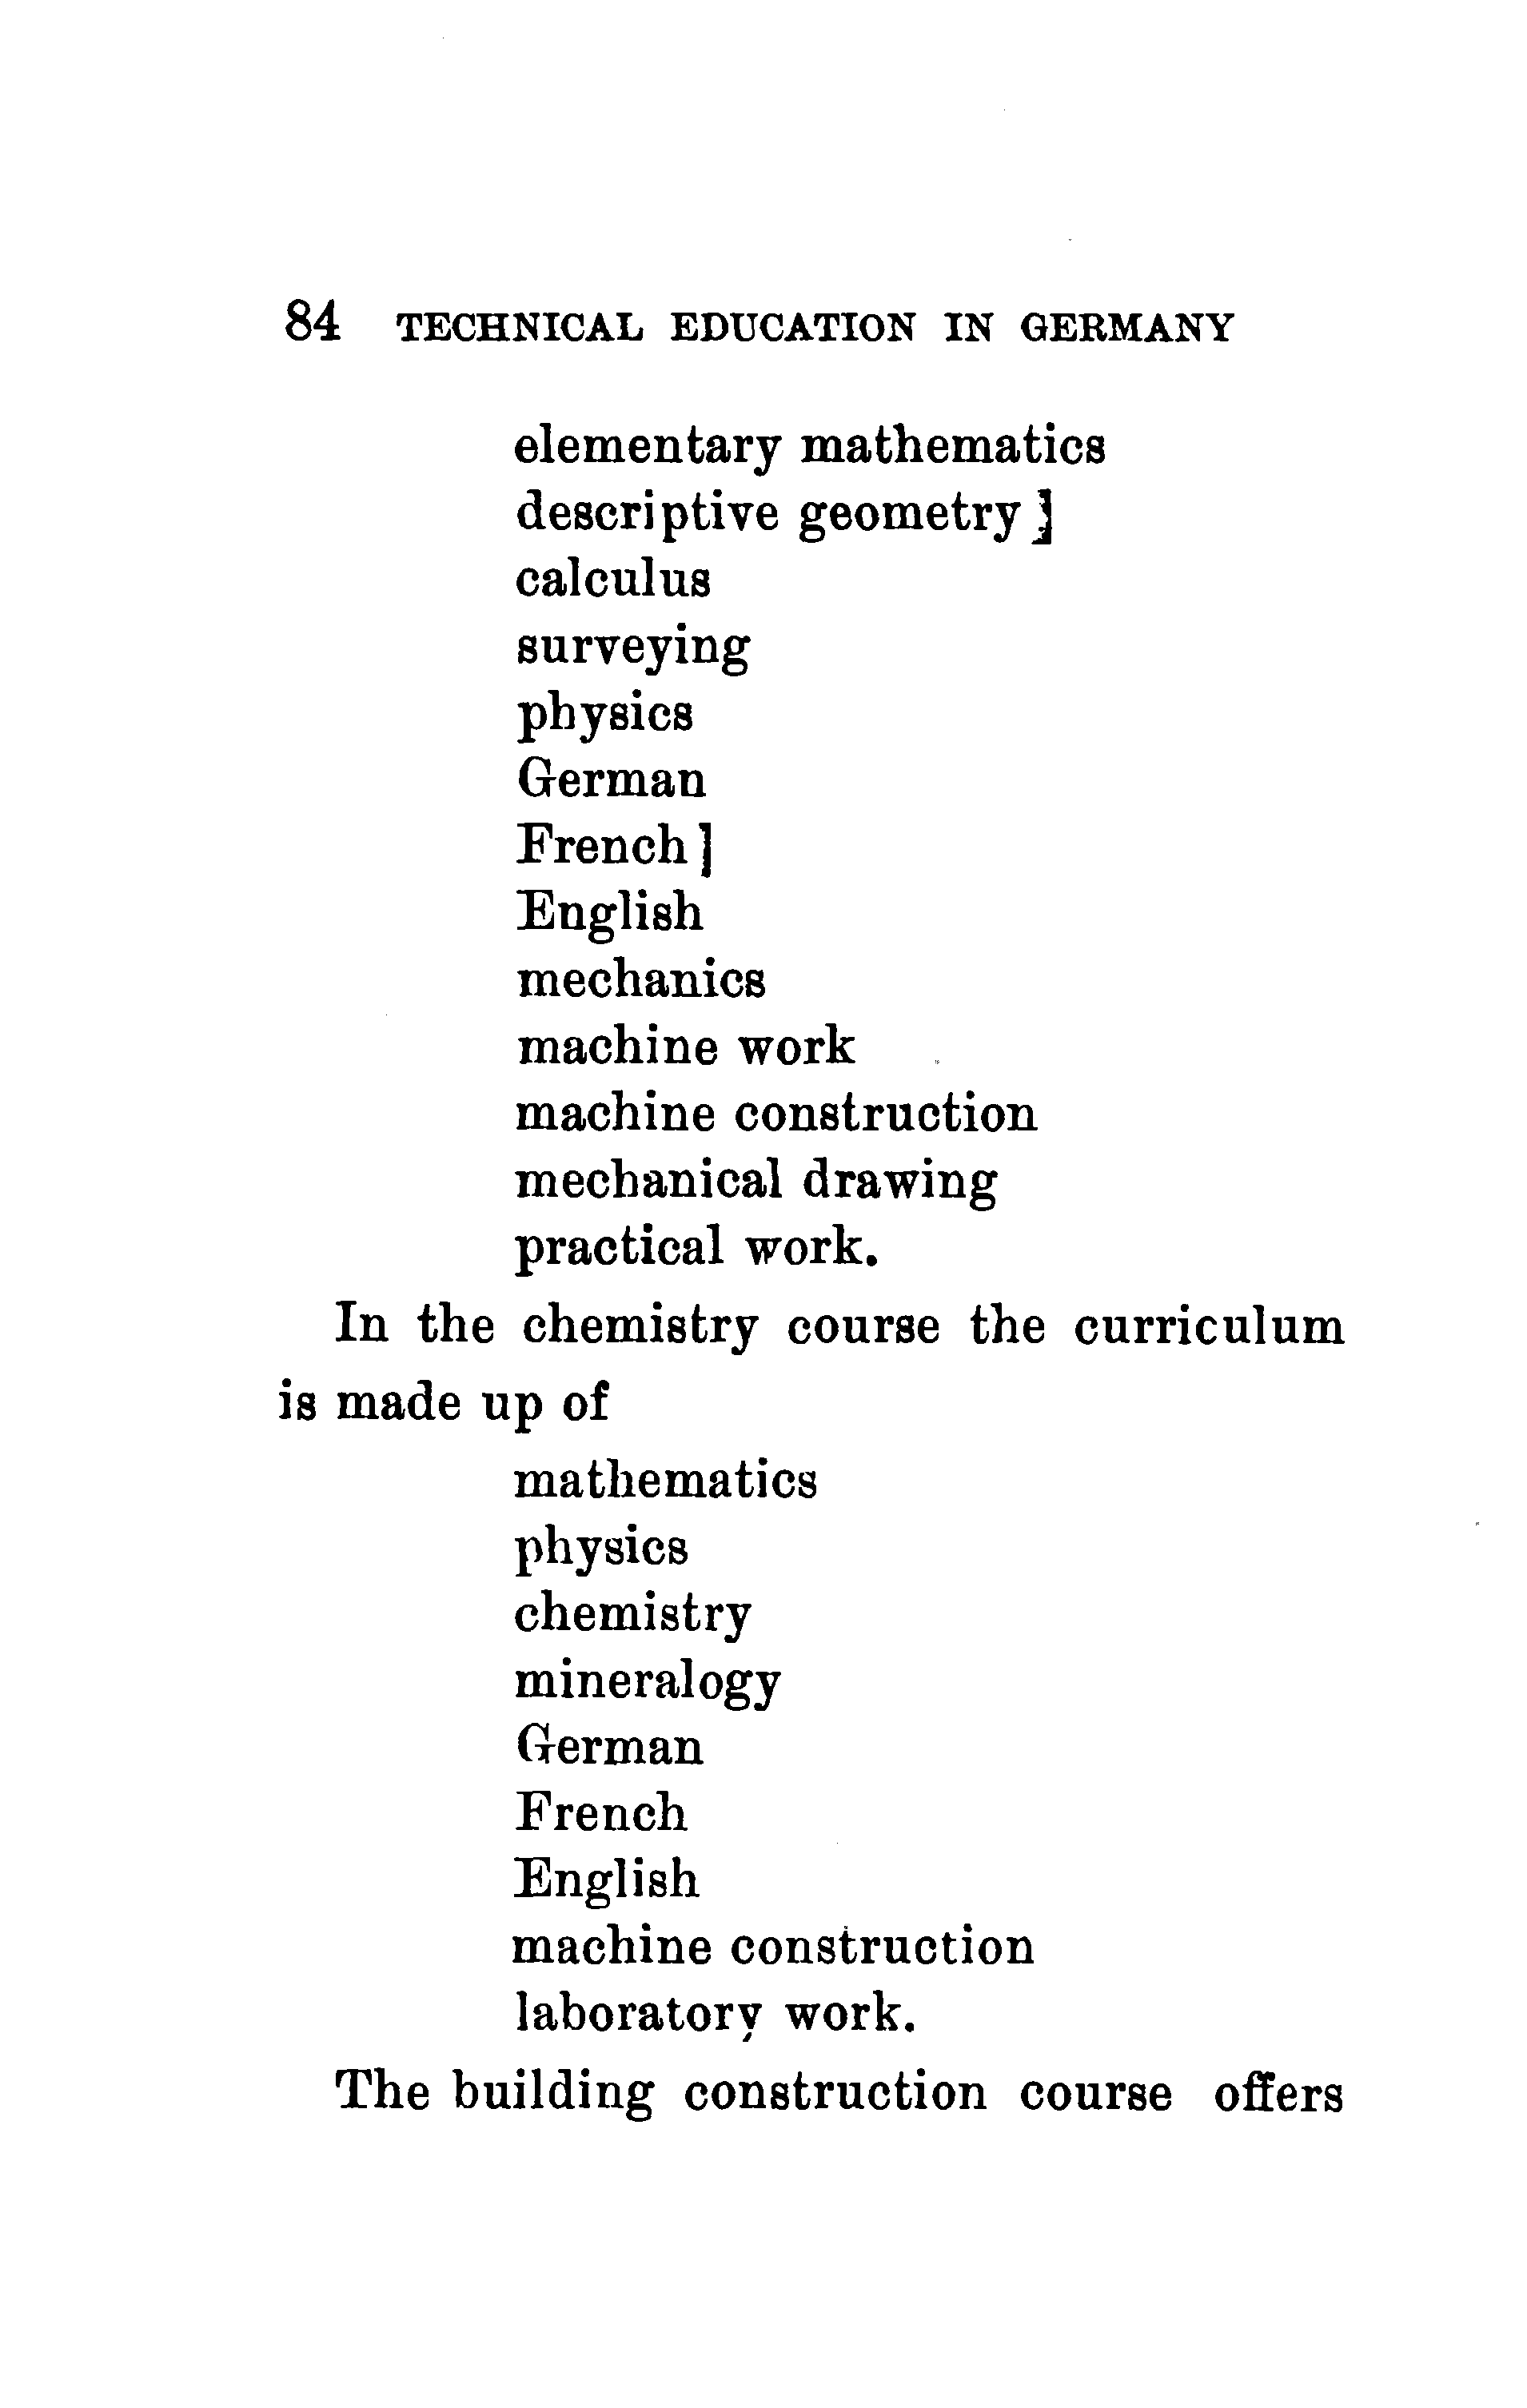 84 TECHNICAL EDUCATION IN GERMANY
elementary mathematics
descriptive geometry]
calculus
surveying
physics
German
French]
English
mechanics
machine work
machine construction
mechanical drawing
practical work.
In the chemistry course the curriculum
is made up of
mathematics
physics
chemistry
mineralogy
German
French
English
machine construction
laboratory work.
The building construction course offers